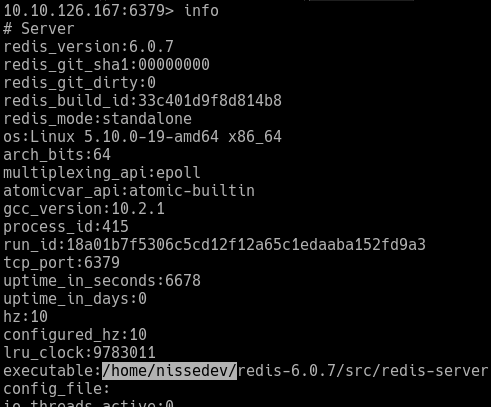 10.10.126.167:6379> info
# Server
redis_version:6.0.7
redis_git_sha1:00000000
redis_git_dirty:0
redis_build_id:33c401d9f8d814b8
redis_mode:standalone
os:Linux 5.10.0-19-amd64 x86_64
arch_bits:64
multiplexing_api:epoll
atomicvar_api:atomic-builtin
gcc_version:10.2.1
process_id:415
run_id:18a01b7f5306c5cd12f12a65c1edaaba152fd9a3
tcp_port:6379
uptime_in_seconds:6678
uptime_in_days:0
hz:10
configured_hz:10
lru_clock:9783011
executable:/home/nissedev/redis-6.0.7/src/redis-server
config_file:
io_threads_active:0